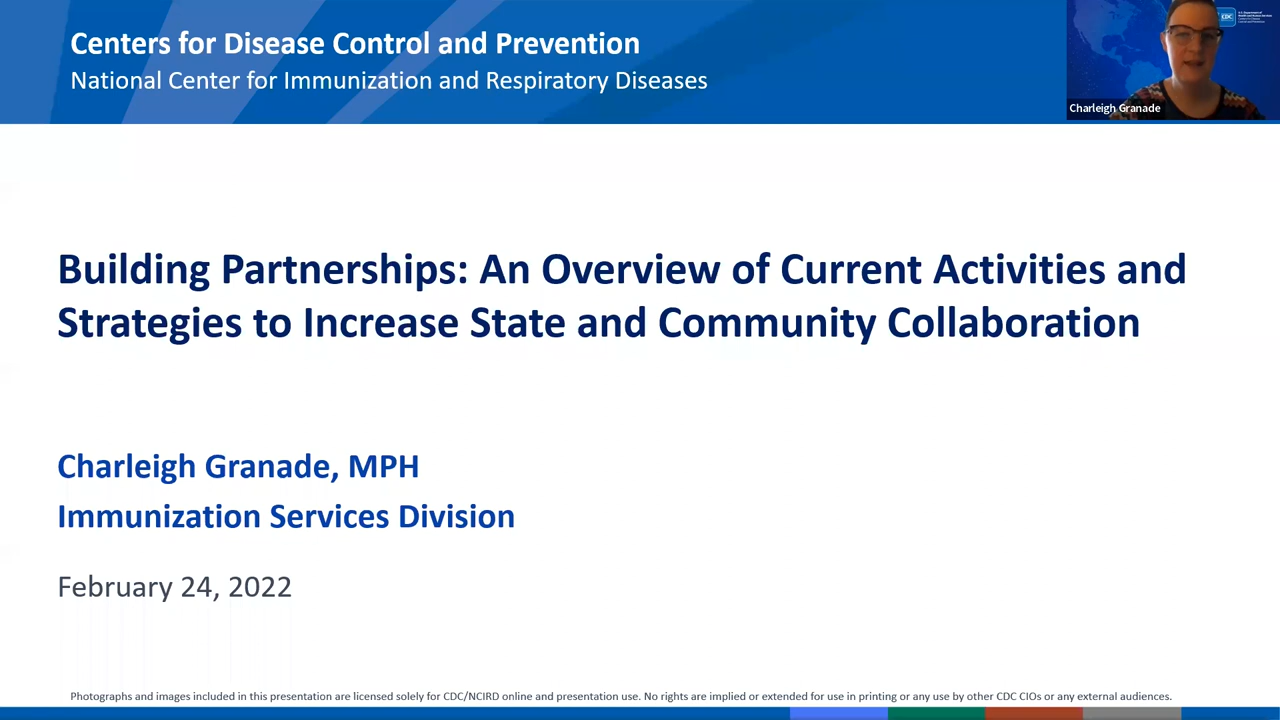 Centers for Disease Control and Prevention
National Center for Immunization and Respiratory Diseases
CDC
Charleigh Granade
Building Partnerships: An Overview of Current Activities and
Strategies to Increase State and Community Collaboration
Charleigh Granade, MPH
Immunization Services Division
February 24, 2022
Photographs and images included in this presentation are licensed solely for CDC/NCIRD online and presentation use. No rights are implied or extended for use in printing or any use by other CDC CIOs or any external audiences.